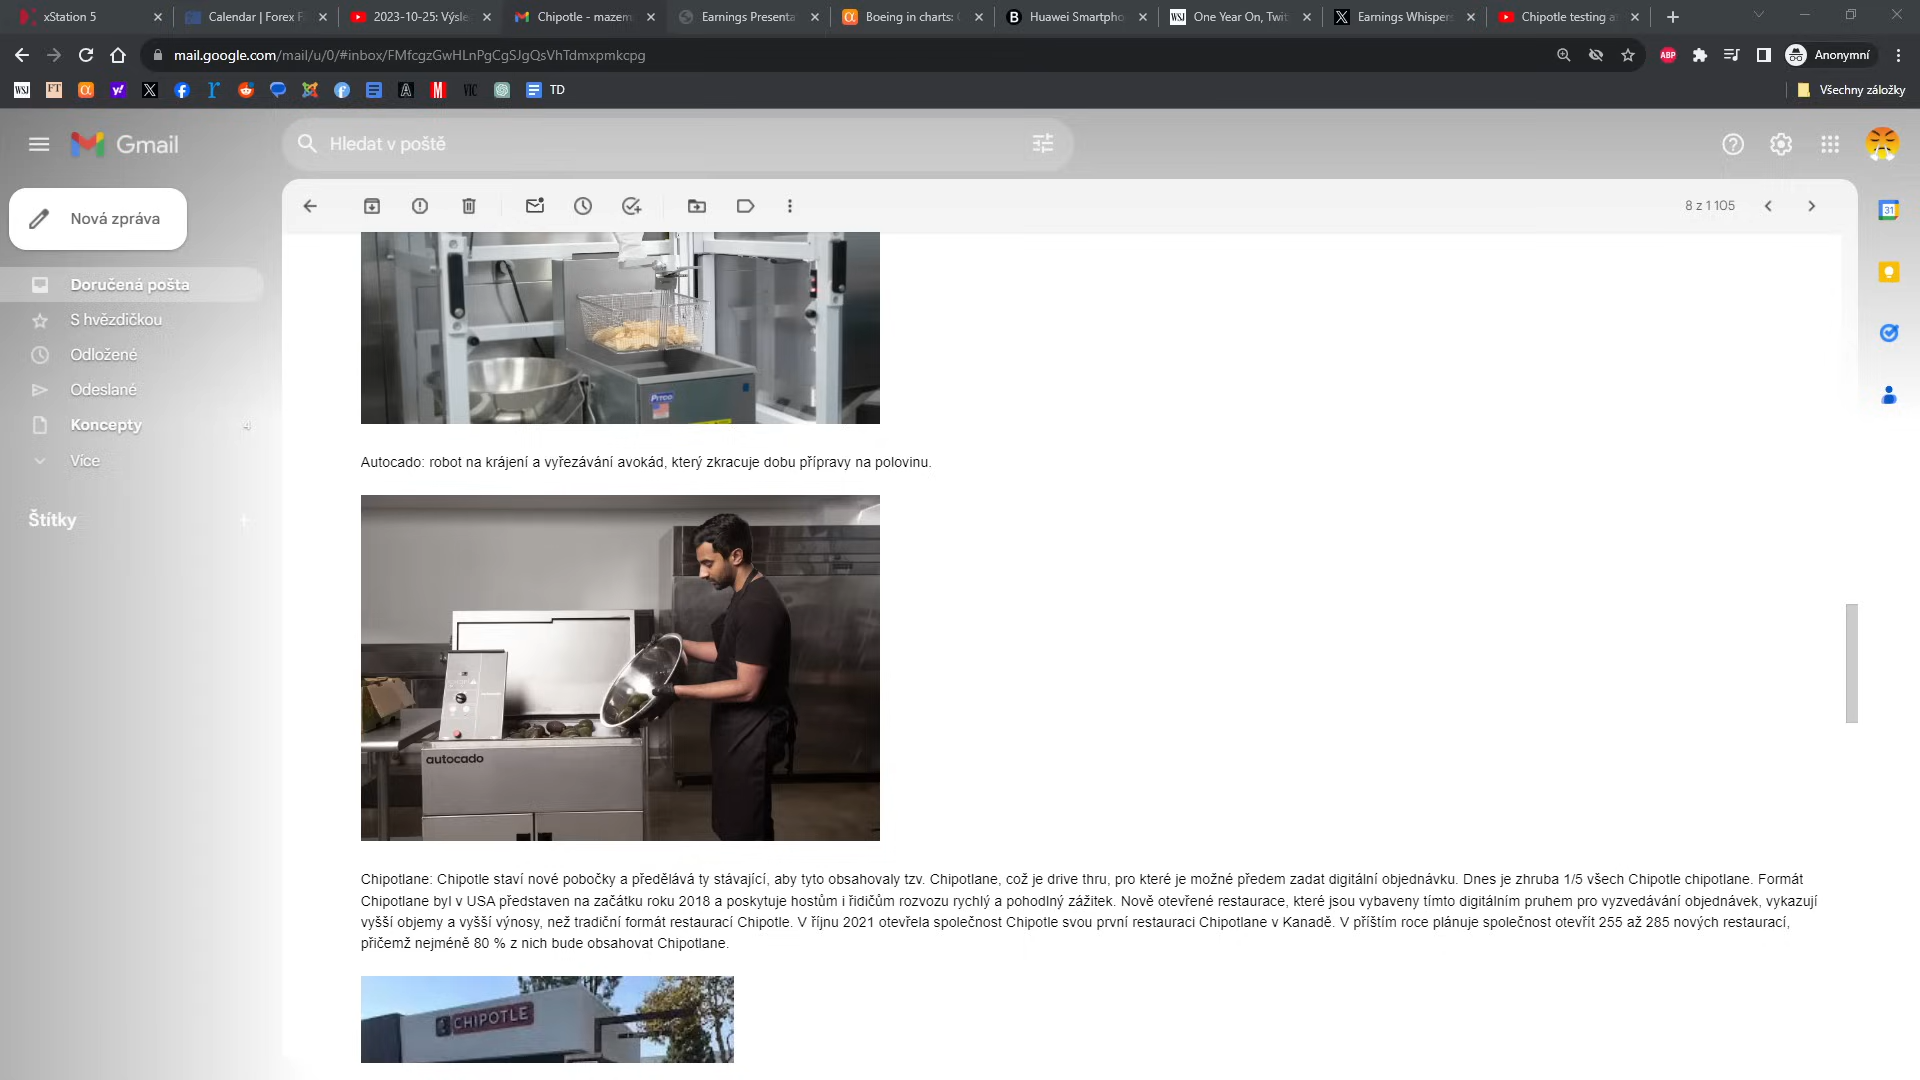 xStation 5
Calendar | Forex F
2023-10-25: Výsle
Chipotle - mazem
Earnings Presenta
Boeing in charts:
Huawei Smartpho
One Year On, Twit
Earnings Whisper
Chipotle testing a
mail.google.com/mail/u/0/#inbox/FMfcgzGwHLnPgCgSJgQsVhTdmxpmkcpg
ABP
Anonymní
WSJ
FT
VIC
TD
Všechny záložky
Gmail
Hledat v poště
Nová zpráva
8 z 1 105
31
Doručená pošta
S hvězdičkou
Odložené
Odeslané
Koncepty 4
Více
Štítky
PITCO
Autocado: robot na krájení a vyřezávání avokád, který zkracuje dobu přípravy na polovinu.
autocado
Chipotlane: Chipotle staví nové pobočky a předělává ty stávající, aby tyto obsahovaly tzv. Chipotlane, což je drive thru, pro které je možné předem zadat digitální objednávku. Dnes je zhruba 1/5 všech Chipotle chipotlane. Formát
Chipotlane byl v USA představen na začátku roku 2018 a poskytuje hostům i řidičům rozvozu rychlý a pohodlný zážitek. Nově otevřené restaurace, které jsou vybaveny tímto digitálním pruhem pro vyzvedávání objednávek, vykazují
vyšší objemy a vyšší výnosy, než tradiční formát restaurací Chipotle. V říjnu 2021 otevřela společnost Chipotle svou první restauraci Chipotlane v Kanadě. V příštím roce plánuje společnost otevřít 255 až 285 nových restaurací,
přičemž nejméně 80 % z nich bude obsahovat Chipotlane.
CHIPOTLE